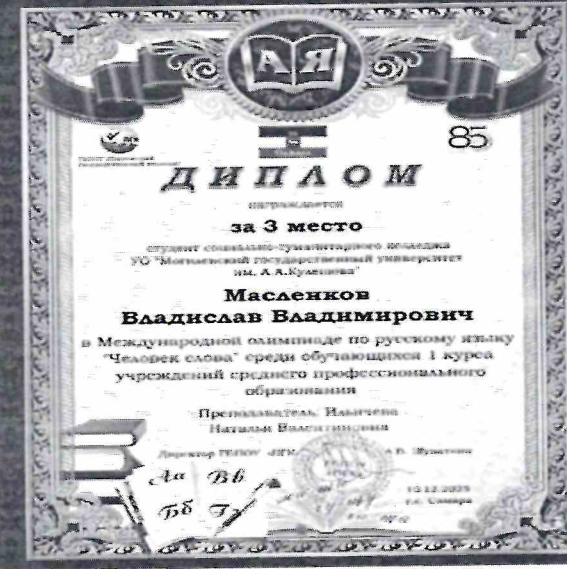 А Я
85
ДИПЛОМ
награждается
за 3 место
студент социально-гуманитарного колледжа
УО "Могилевский государственный университет
им. А.А.Кулешова"
Масленков
Владислав Владимирович
в Международной олимпиаде по русскому языку
"Человек слова" среди обучающихся 1 курса
учреждений среднего профессионального
образования
Преподаватель: Ильичева
Наталья Валентиновна
Директор
Аа Вв
Бб
г.о. Самара